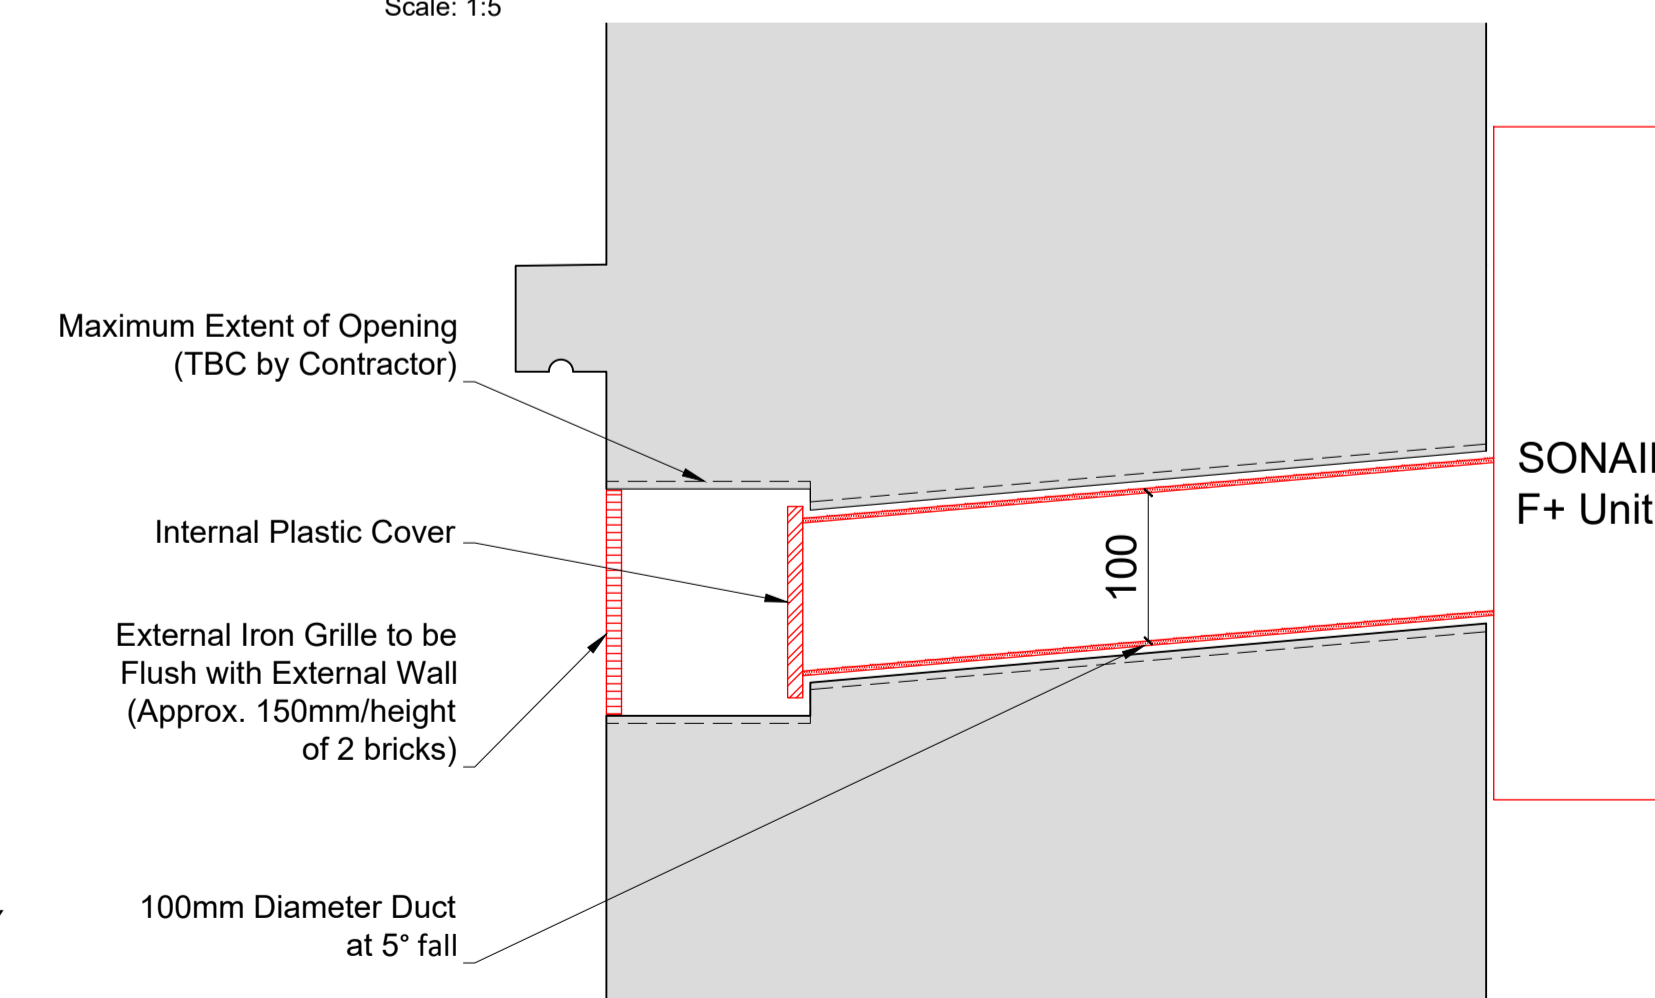 Scale: 1:5
Maximum Extent of Opening
(TBC by Contractor)
Internal Plastic Cover
External Iron Grille to be
Flush with External Wall
(Approx. 150mm/height
of 2 bricks)
100mm Diameter Duct
at 5° fall
100
F+ Unit